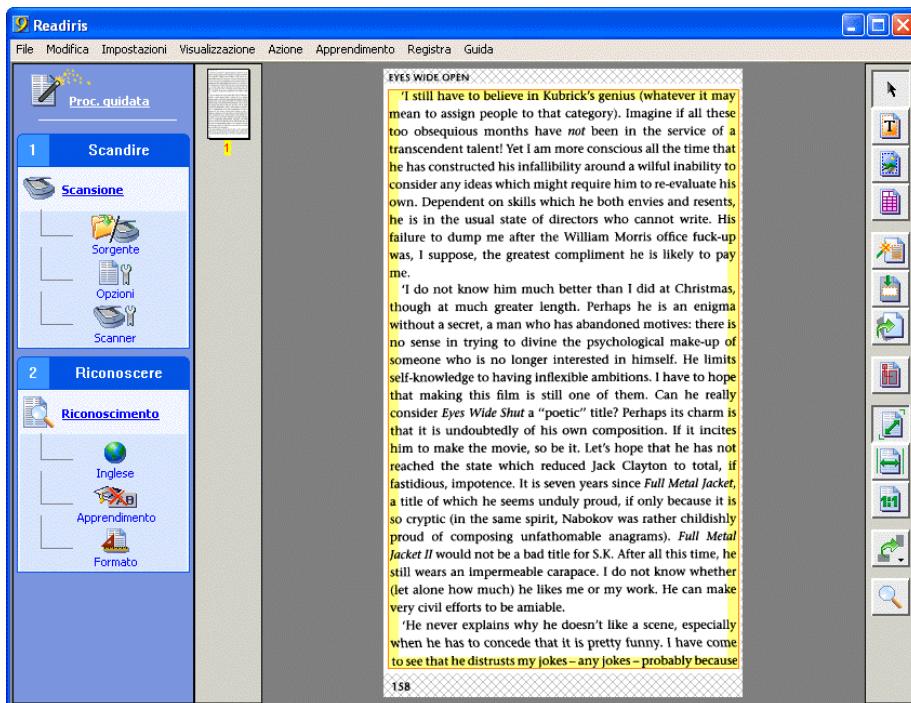 Readiris
File Modifica Impostazioni Visualizzazione Azione Apprendimento Registra Guida
Proc. guidata
1 Scandire
Scansione
Sorgente
Opzioni
Scanner
2 Riconoscere
Riconoscimento
Inglese
Apprendimento
Formato
1
EYES WIDE OPEN
'I still have to believe in Kubrick's genius (whatever it may
mean to assign people to that category). Imagine if all these
too obsequious months have not been in the service of a
transcendent talent! Yet I am more conscious all the time that
he has constructed his infallibility around a wilful inability to
consider any ideas which might require him to re-evaluate his
own. Dependent on skills which he both envies and resents,
he is in the usual state of directors who cannot write. His
failure to dump me after the William Morris office fuck-up
was, I suppose, the greatest compliment he is likely to pay
me.
'I do not know him much better than I did at Christmas,
though at much greater length. Perhaps he is an enigma
without a secret, a man who has abandoned motives: there is
no sense in trying to divine the psychological make-up of
someone who is no longer interested in himself. He limits
self-knowledge to having inflexible ambitions. I have to hope
that making this film is still one of them. Can he really
consider Eyes Wide Shut a "poetic" title? Perhaps its charm is
that it is undoubtedly of his own composition. If it incites
him to make the movie, so be it. Let's hope that he has not
reached the state which reduced Jack Clayton to total, if
fastidious, impotence. It is seven years since Full Metal Jacket,
a title of which he seems unduly proud, if only because it is
so cryptic (in the same spirit, Nabokov was rather childishly
proud of composing unfathomable anagrams). Full Metal
Jacket II would not be a bad title for S.K. After all this time, he
still wears an impermeable carapace. I do not know whether
(let alone how much) he likes me or my work. He can make
very civil efforts to be amiable.
'He never explains why he doesn't like a scene, especially
when he has to concede that it is pretty funny. I have come
to see that he distrusts my jokes – any jokes – probably because
158
T
1:1